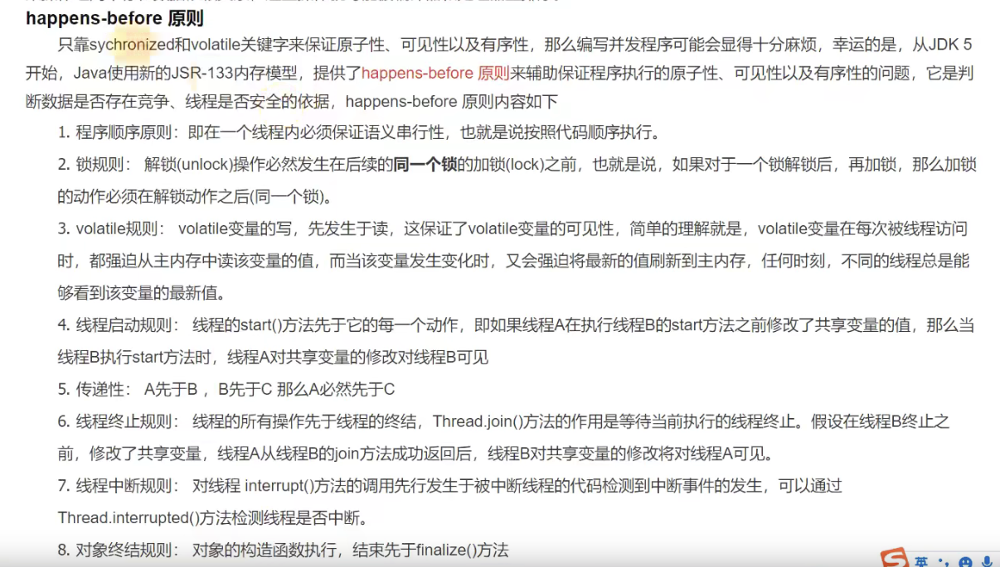 happens-before 原则
只靠sychronized和volatile关键字来保证原子性、可见性以及有序性，那么编写并发程序可能会显得十分麻烦，幸运的是，从JDK 5
开始，Java使用新的JSR-133内存模型，提供了happens-before 原则来辅助保证程序执行的原子性、可见性以及有序性的问题，它是判
断数据是否存在竞争、线程是否安全的依据，happens-before 原则内容如下
1. 程序顺序原则：即在一个线程内必须保证语义串行性，也就是说按照代码顺序执行。
2. 锁规则： 解锁(unlock)操作必然发生在后续的同一个锁的加锁(lock)之前，也就是说，如果对于一个锁解锁后，再加锁，那么加锁
的动作必须在解锁动作之后(同一个锁)。
3. volatile规则： volatile变量的写，先发生于读，这保证了volatile变量的可见性，简单的理解就是，volatile变量在每次被线程访问
时，都强迫从主内存中读该变量的值，而当该变量发生变化时，又会强迫将最新的值刷新到主内存，任何时刻，不同的线程总是能
够看到该变量的最新值。
4. 线程启动规则： 线程的start()方法先于它的每一个动作，即如果线程A在执行线程B的start方法之前修改了共享变量的值，那么当
线程B执行start方法时，线程A对共享变量的修改对线程B可见
5. 传递性： A先于B ，B先于C 那么A必然先于C
6. 线程终止规则： 线程的所有操作先于线程的终结，Thread.join()方法的作用是等待当前执行的线程终止。假设在线程B终止之
前，修改了共享变量，线程A从线程B的join方法成功返回后，线程B对共享变量的修改将对线程A可见。
7. 线程中断规则： 对线程 interrupt()方法的调用先行发生于被中断线程的代码检测到中断事件的发生，可以通过
Thread.interrupted()方法检测线程是否中断。
8. 对象终结规则： 对象的构造函数执行，结束先于finalize()方法
英